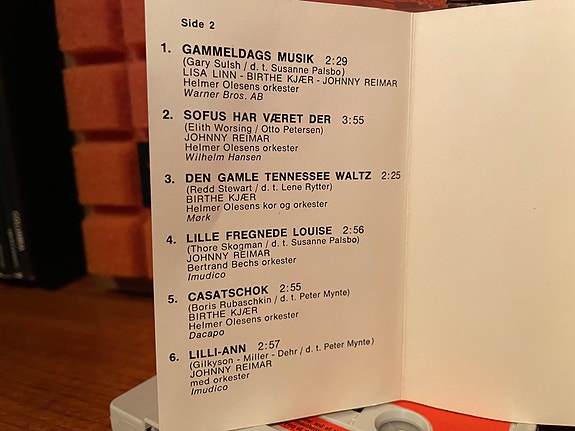 Side 2
1. GAMMELDAGS MUSIK 2:29
(Gary Sulsh / d. t. Susanne Palsbo)
LISA LINN - BIRTHE KJÆR - JOHNNY REIMAR
Helmer Olesens orkester
Warner Bros. AB
2. SOFUS HAR VÆRET DER 3:55
(Elith Worsing / Otto Petersen)
JOHNNY REIMAR
Helmer Olesens orkester
Wilhelm Hansen
3. DEN GAMLE TENNESSEE WALTZ 2:25
(Redd Stewart / d.t. Lene Rytter)
BIRTHE KJÆR
Helmer Olesens kor og orkester
Mørk
4. LILLE FREGNEDE LOUISE 2:56
(Thore Skogman / d.t. Susanne Palsbo)
JOHNNY REIMAR
Bertrand Bechs orkester
Imudico
5. CASATSCHOK 2:55
(Boris Rubaschkin / d.t. Peter Mynte)
BIRTHE KJÆR
Helmer Olesens orkester
Dacapo
6. LILLI-ANN 2:57
(Gilkyson - Miller - Dehr / d.t. Peter Mynte)
JOHNNY REIMAR
med orkester
Imudico